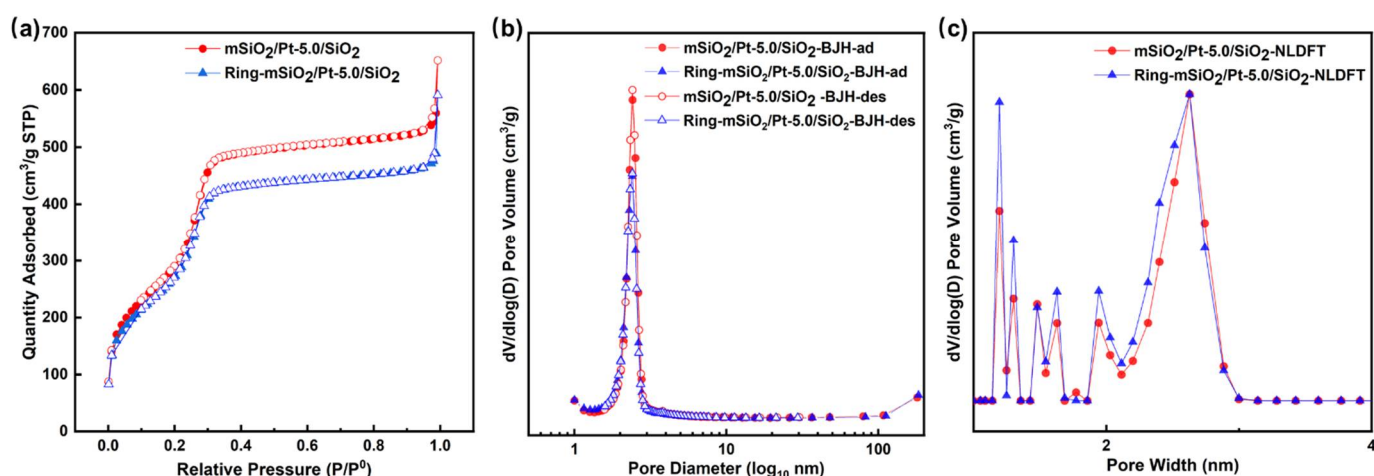 (a)
700
600
500
400
300
200
100
0
Quantity Adsorbed (cm³/g STP)
mSiO₂/Pt-5.0/SiO₂
Ring-mSiO₂/Pt-5.0/SiO₂
0.0 0.2 0.4 0.6 0.8 1.0
Relative Pressure (P/P⁰)
(b)
dV/dlog(D) Pore Volume (cm³/g)
mSiO₂/Pt-5.0/SiO₂-BJH-ad
Ring-mSiO₂/Pt-5.0/SiO₂-BJH-ad
mSiO₂/Pt-5.0/SiO₂ -BJH-des
Ring-mSiO₂/Pt-5.0/SiO₂-BJH-des
1 10 100
Pore Diameter (log₁₀ nm)
(c)
dV/dlog(D) Pore Volume (cm³/g)
mSiO₂/Pt-5.0/SiO₂-NLDFT
Ring-mSiO₂/Pt-5.0/SiO₂-NLDFT
2 3 4
Pore Width (nm)